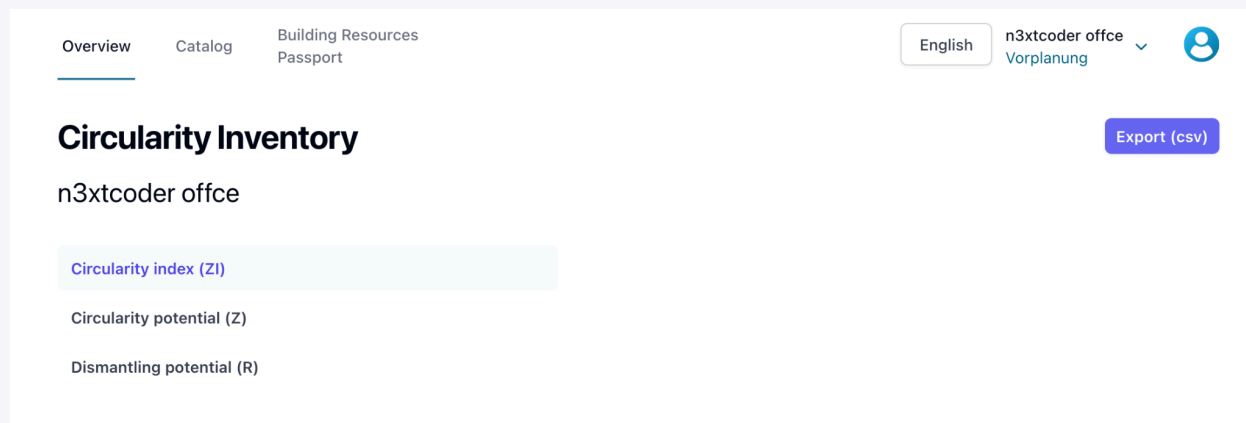 Overview
Catalog
Building Resources
Passport
English
n3xtcoder offce
Vorplanung
Circularity Inventory
Export (csv)
n3xtcoder offce
Circularity index (ZI)
Circularity potential (Z)
Dismantling potential (R)